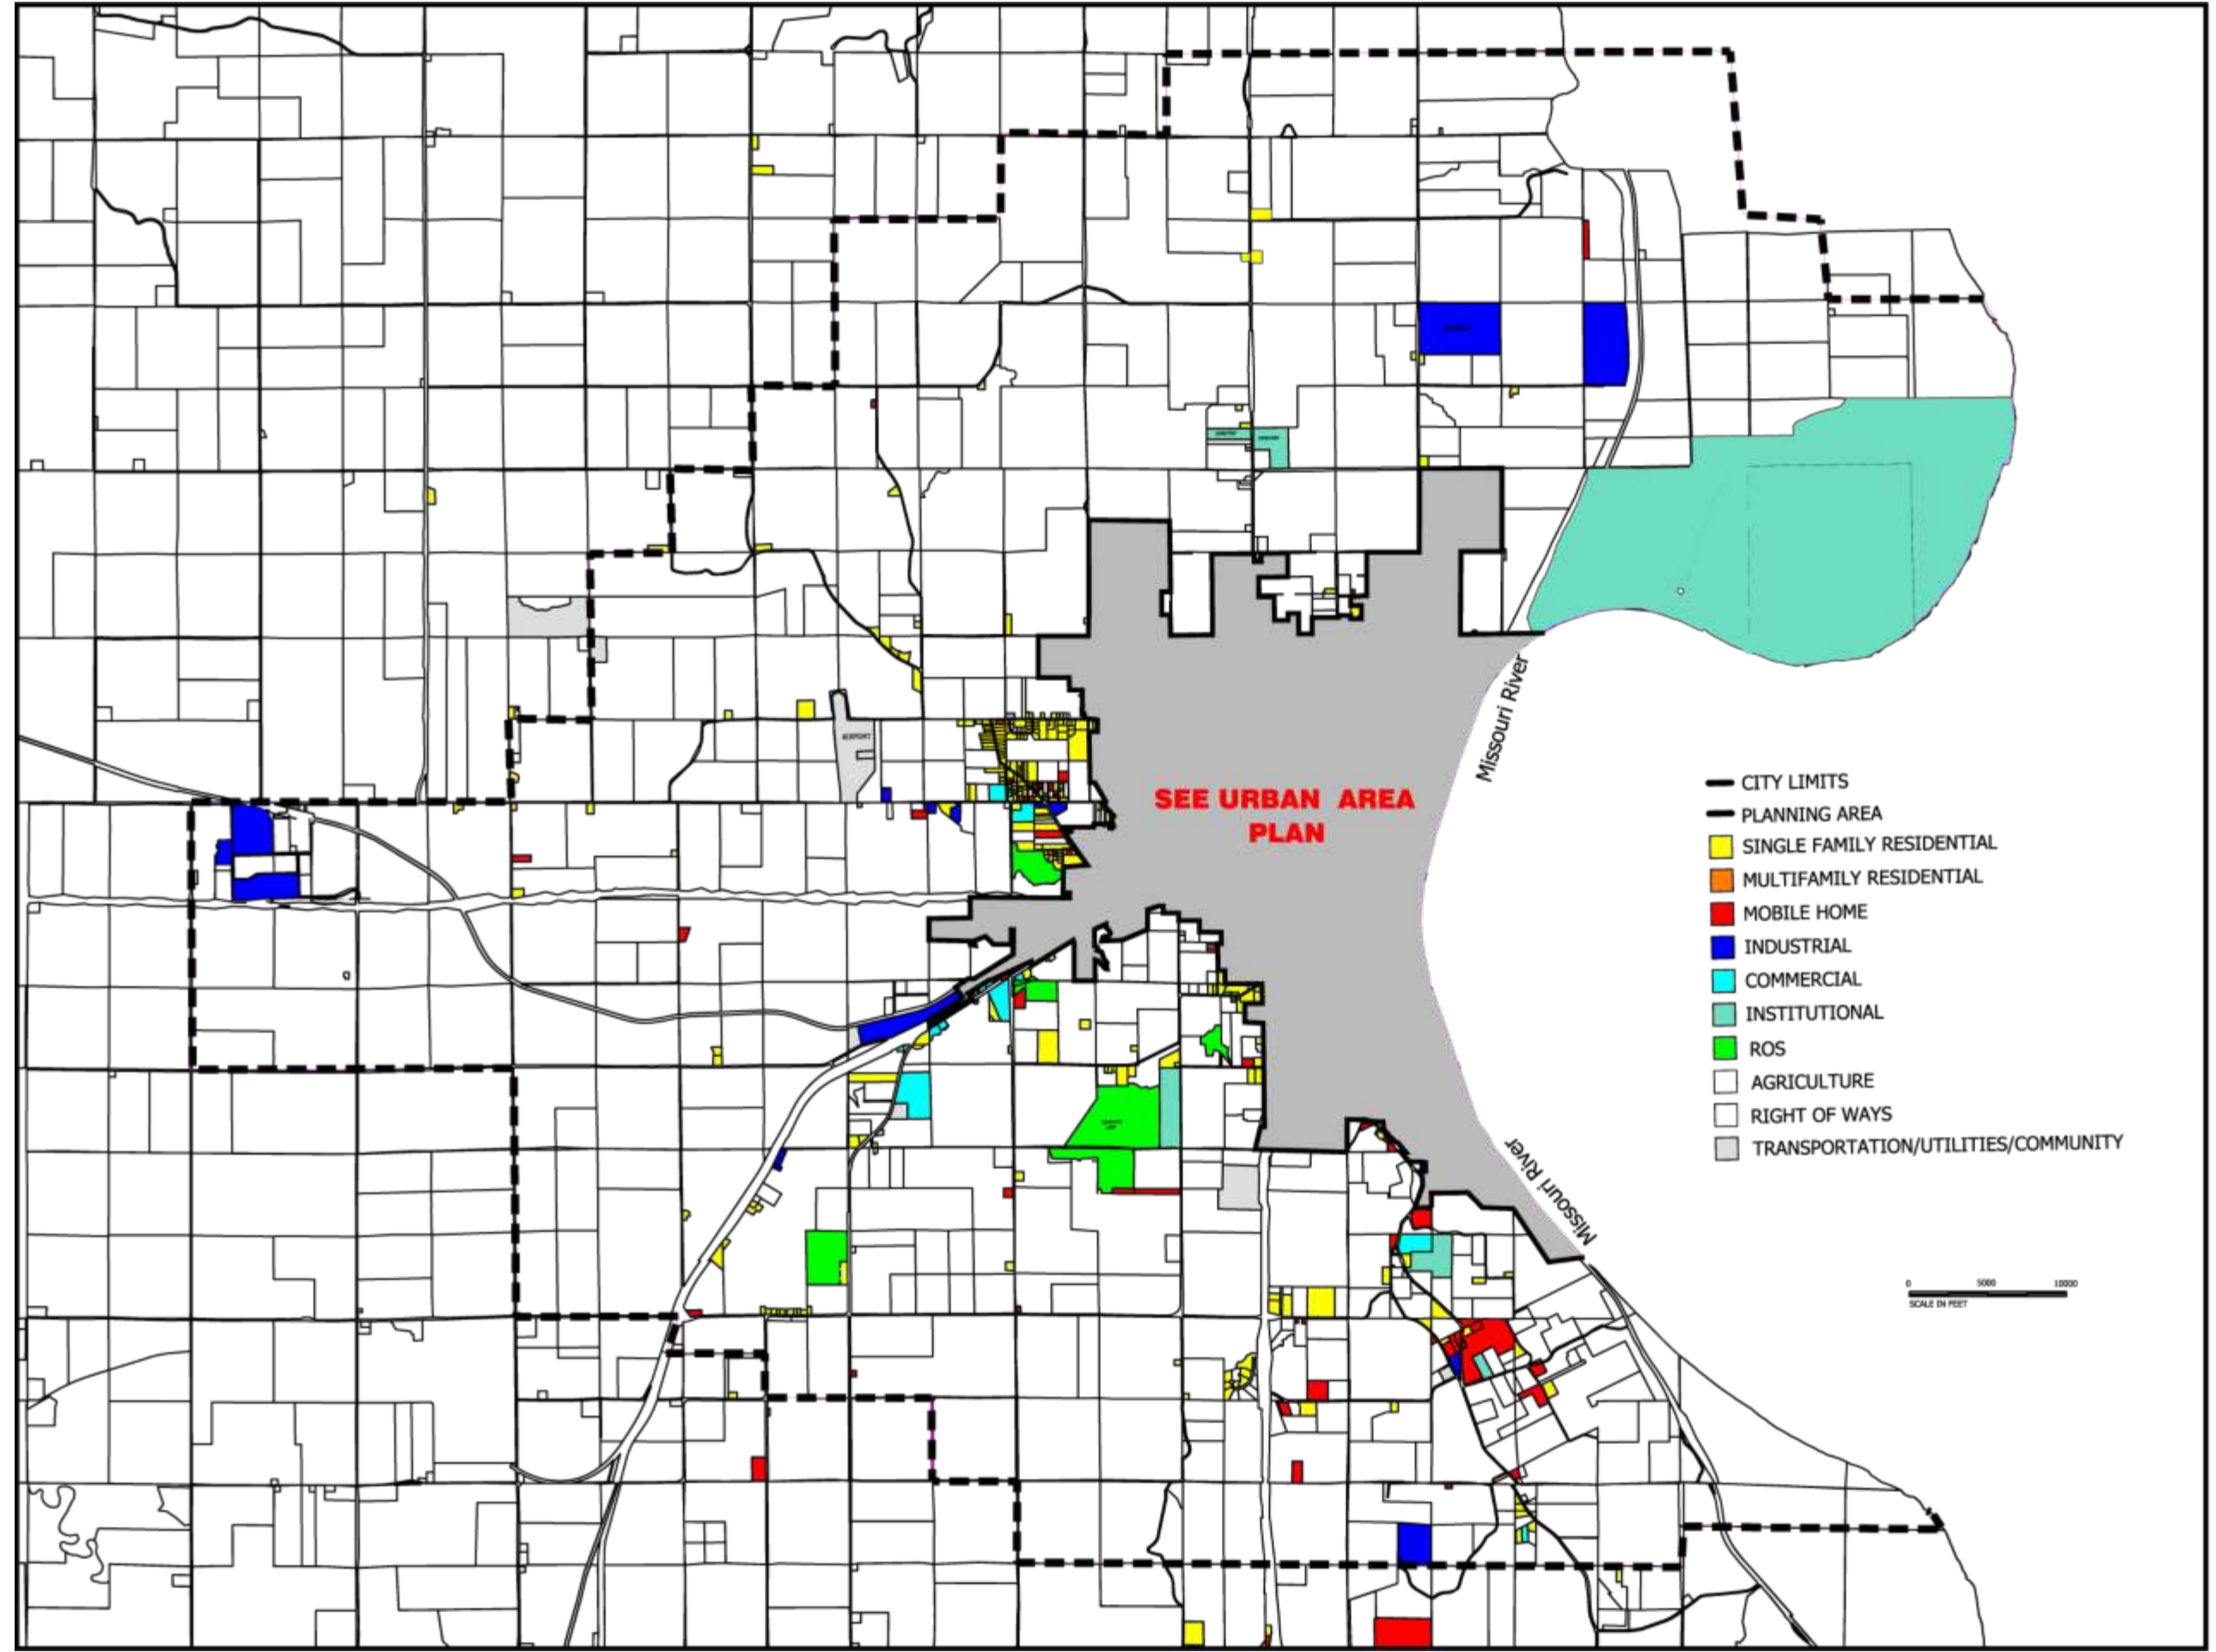 AIRPORT
SEE URBAN AREA
PLAN
Missouri River
Missouri River
CITY LIMITS
PLANNING AREA
SINGLE FAMILY RESIDENTIAL
MULTIFAMILY RESIDENTIAL
MOBILE HOME
INDUSTRIAL
COMMERCIAL
INSTITUTIONAL
ROS
AGRICULTURE
RIGHT OF WAYS
TRANSPORTATION/UTILITIES/COMMUNITY
0 5000 10000
SCALE IN FEET